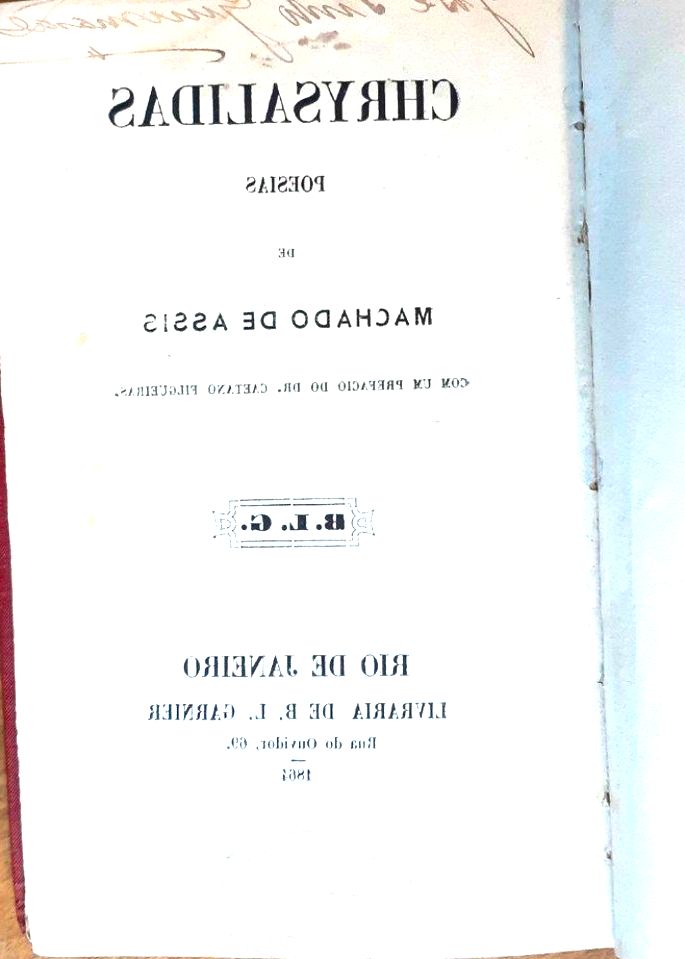 CHRYSALIDAS
POESIAS
DE
MACHADO DE ASSIS
COM UM PREFACIO DO DR. CAETANO FILGUEIRAS.
B. L. G.
RIO DE JANEIRO
LIVRARIA DE B. L. GARNIER
Rua do Ouvidor, 69.
1864